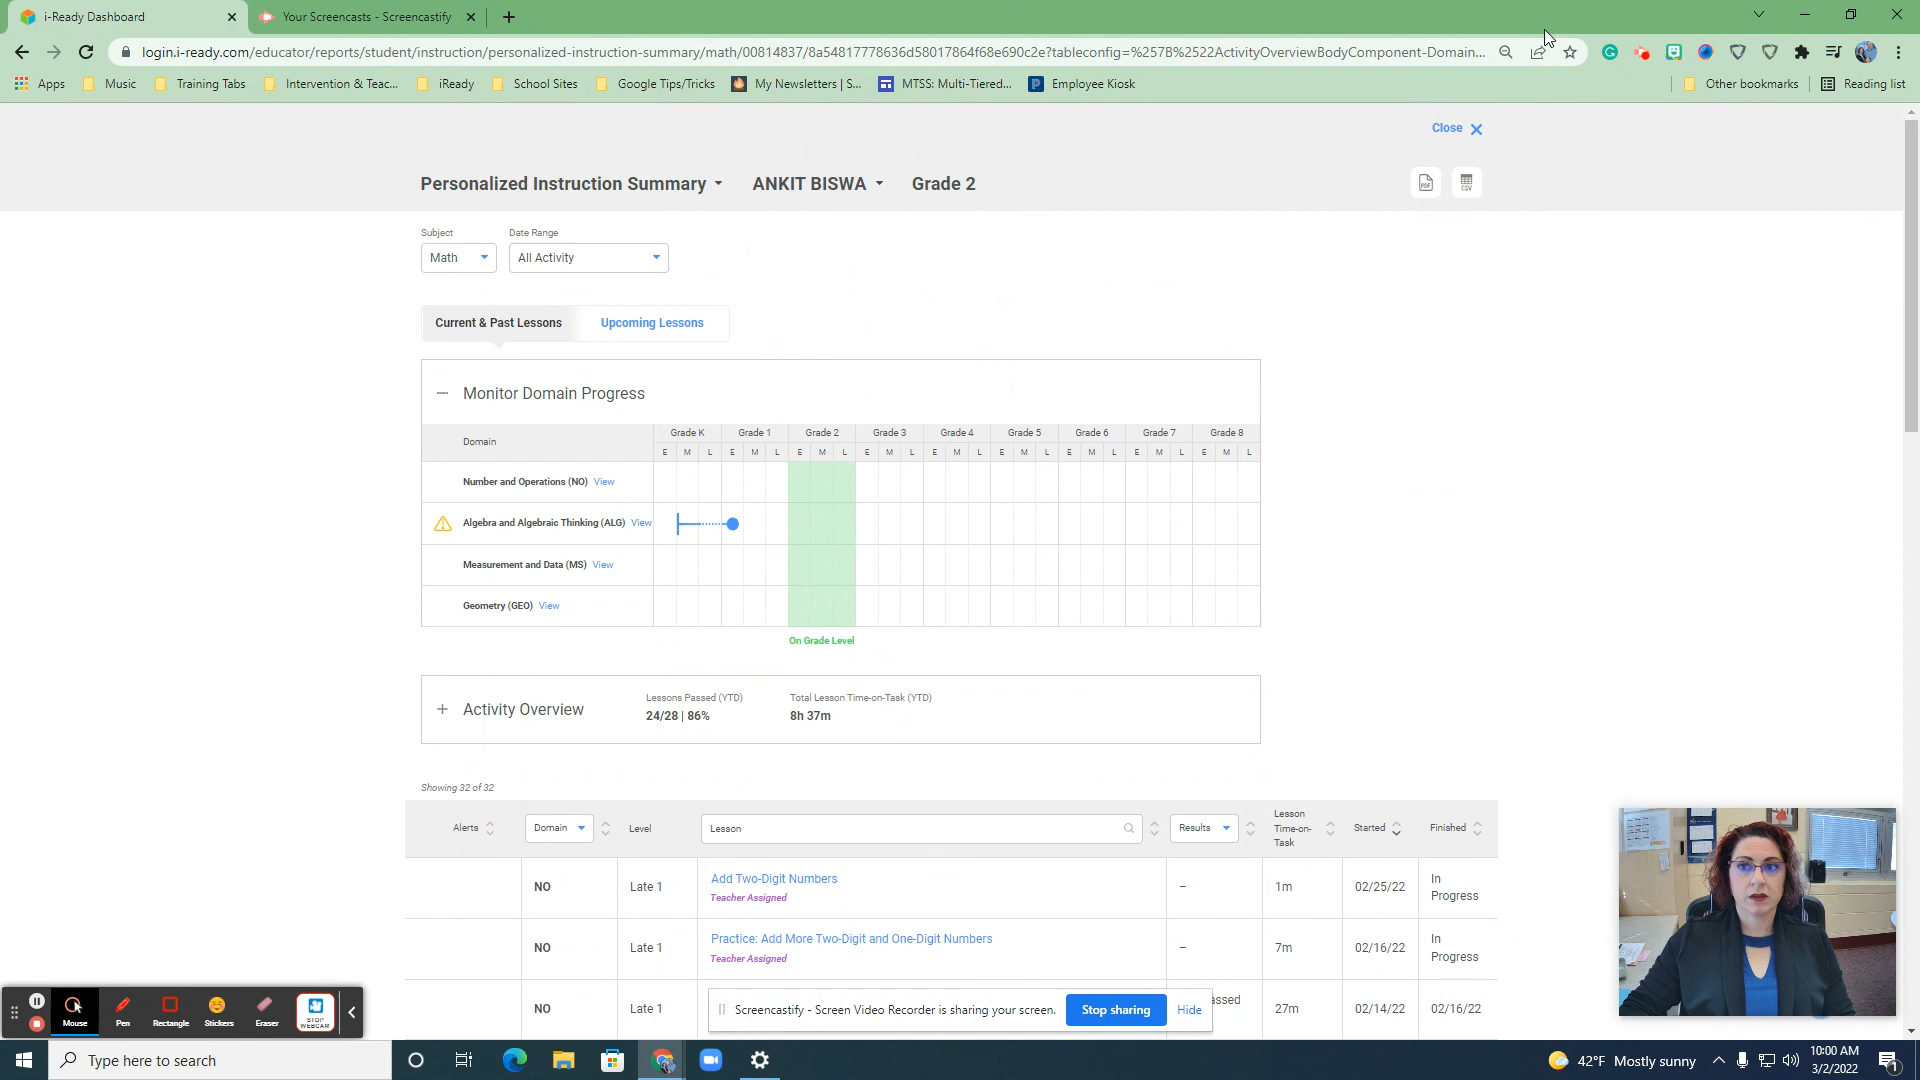 i-Ready Dashboard
Your Screencasts - Screencastify
login.i-ready.com/educator/reports/student/instruction/personalized-instruction-summary/math/00814837/8a54817778636d58017864f68e690c2e?tableconfig=%257B%2522ActivityOverviewBodyComponent-Domain...
Apps Music Training Tabs Intervention & Teac... iReady School Sites Google Tips/Tricks My Newsletters | S... MTSS: Multi-Tiered... Employee Kiosk Other bookmarks Reading list
Close
Personalized Instruction Summary ANKIT BISWA Grade 2
PDF CSV
Subject Date Range
Math All Activity
Current & Past Lessons Upcoming Lessons
Monitor Domain Progress
Domain
Grade K Grade 1 Grade 2 Grade 3 Grade 4 Grade 5 Grade 6 Grade 7 Grade 8
E M L E M L E M L E M L E M L E M L E M L E M L E M L
Number and Operations (NO) View
Algebra and Algebraic Thinking (ALG) View
Measurement and Data (MS) View
Geometry (GEO) View
On Grade Level
Activity Overview
Lessons Passed (YTD) Total Lesson Time-on-Task (YTD)
24/28 | 86% 8h 37m
Showing 32 of 32
Alerts Domain Level Lesson Results Lesson Time-on-Task Started Finished
NO Late 1 Add Two-Digit Numbers – 1m 02/25/22 In Progress
Teacher Assigned
NO Late 1 Practice: Add More Two-Digit and One-Digit Numbers – 7m 02/16/22 In Progress
Teacher Assigned
NO Late 1 assed 27m 02/14/22 02/16/22
Mouse Pen Rectangle Stickers Eraser STOP WEBCAM
Screencastify - Screen Video Recorder is sharing your screen. Stop sharing Hide
Type here to search
42°F Mostly sunny
10:00 AM
3/2/2022
1